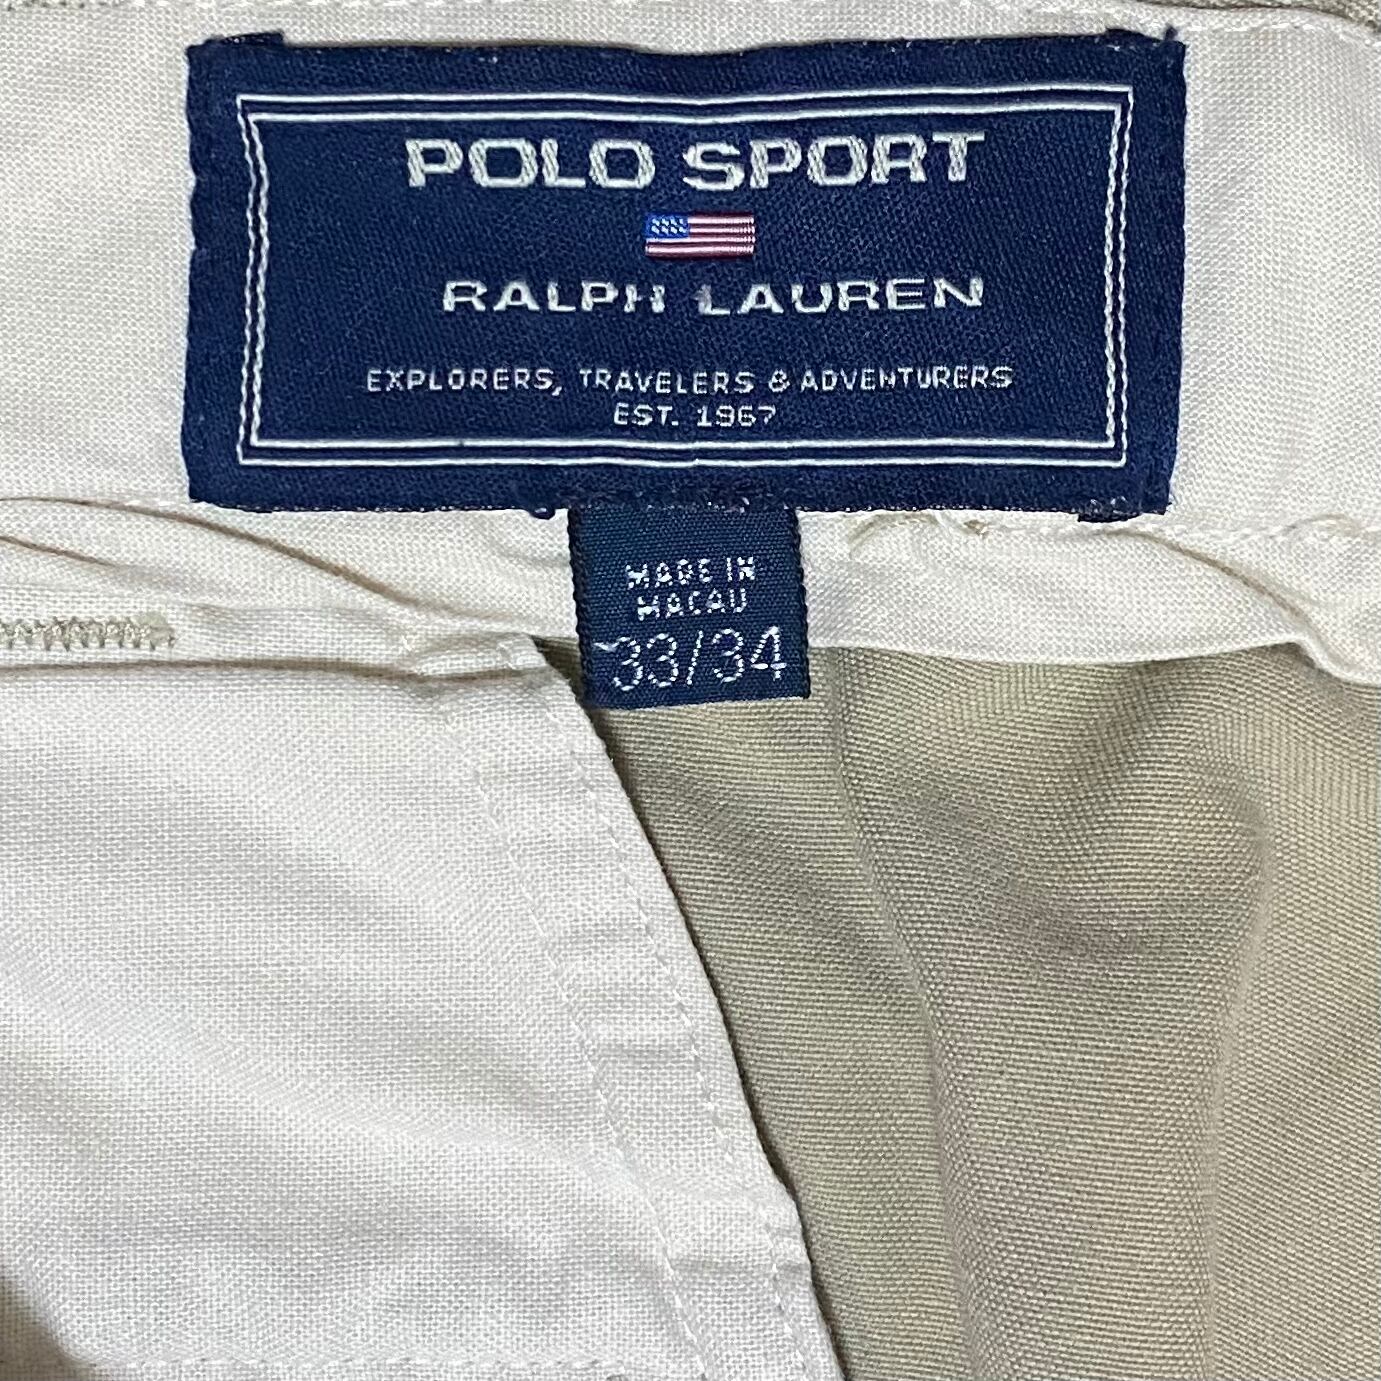 POLO SPORT
RALPH LAUREN
EXPLORERS, TRAVELERS & ADVENTURERS
EST. 1967
MADE IN
MACAU
33/34